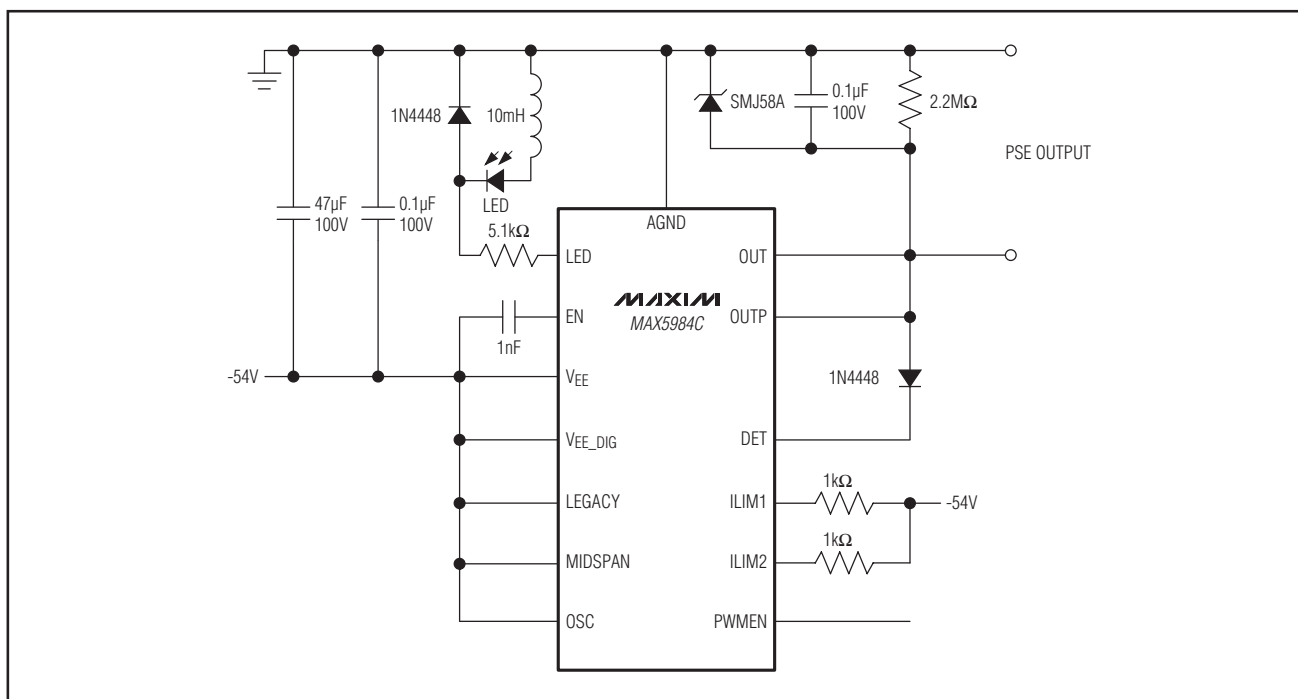 1N4448
10mH
SMJ58A
0.1µF
100V
2.2MΩ
PSE OUTPUT
47µF
100V
0.1µF
100V
LED
5.1kΩ
AGND
LED
OUT
MAXIM
MAX5984C
EN
OUTP
1nF
-54V
VEE
1N4448
VEE_DIG
DET
LEGACY
1kΩ
ILIM1
-54V
MIDSPAN
1kΩ
ILIM2
OSC
PWMEN